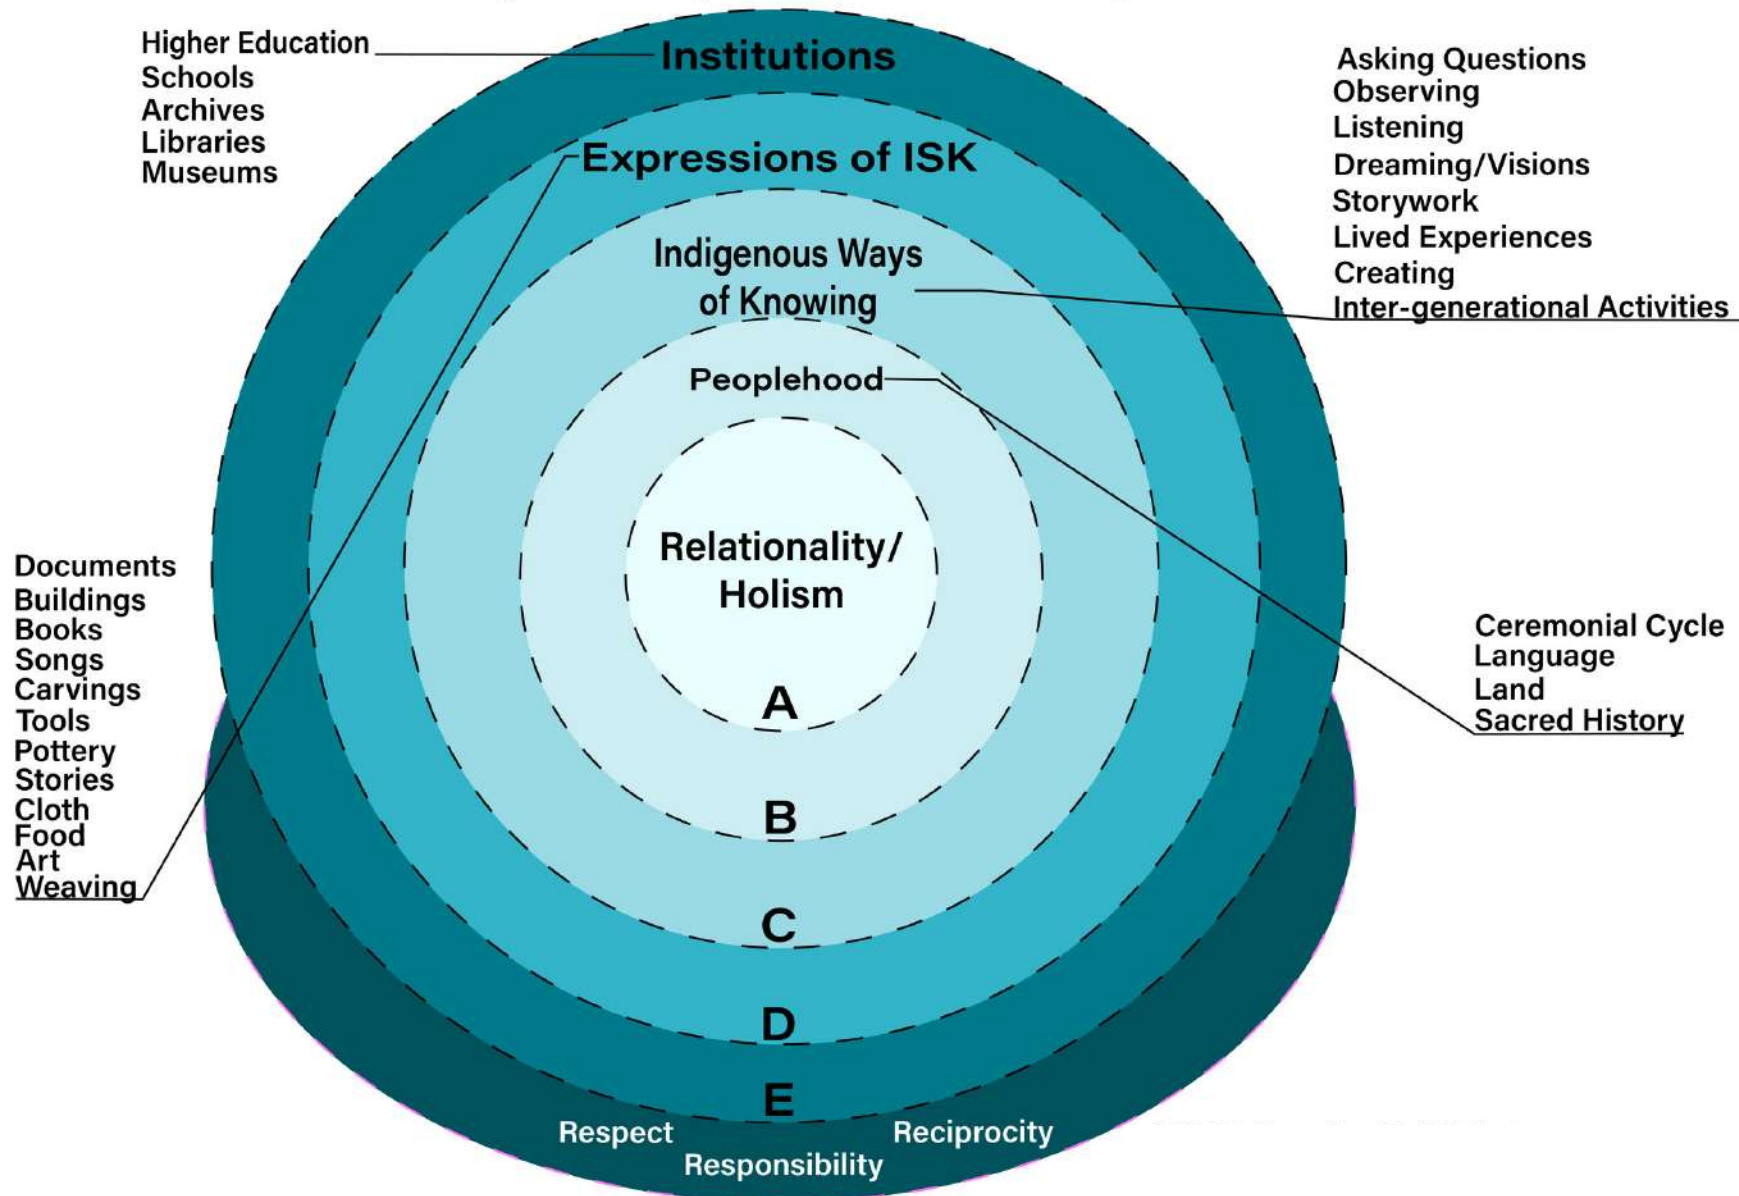 Higher Education
Schools
Archives
Libraries
Museums
Institutions
Expressions of ISK
Indigenous Ways
of Knowing
Peoplehood
Relationality/
Holism
A
B
C
D
E
Asking Questions
Observing
Listening
Dreaming/Visions
Storywork
Lived Experiences
Creating
Inter-generational Activities
Documents
Buildings
Books
Songs
Carvings
Tools
Pottery
Stories
Cloth
Food
Art
Weaving
Ceremonial Cycle
Language
Land
Sacred History
Respect
Responsibility
Reciprocity